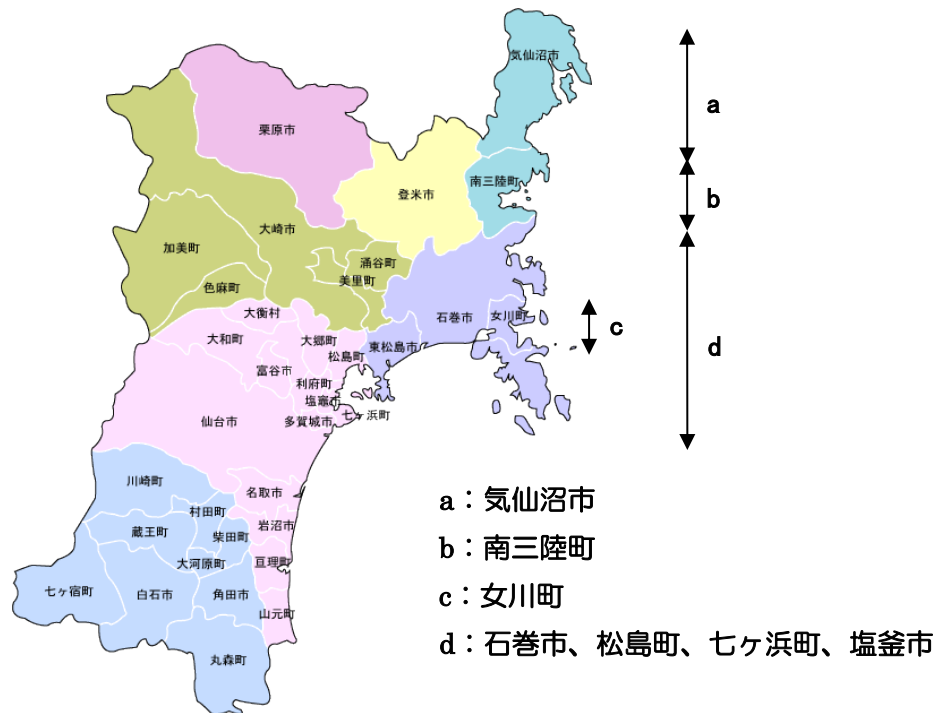 気仙沼市
a
栗原市
南三陸町
登米市
b
大崎市
加美町
涌谷町
美里町
色麻町
大衡村
石巻市
女川町
c
大和町
大郷町
東松島市
d
松島町
富谷市
利府町
塩竈市
七ヶ浜町
仙台市
多賀城市
川崎町
名取市
a：気仙沼市
村田町
岩沼市
蔵王町
柴田町
b：南三陸町
大河原町
亘理町
七ヶ宿町
白石市
角田市
c：女川町
山元町
d：石巻市、松島町、七ヶ浜町、塩釜市
丸森町